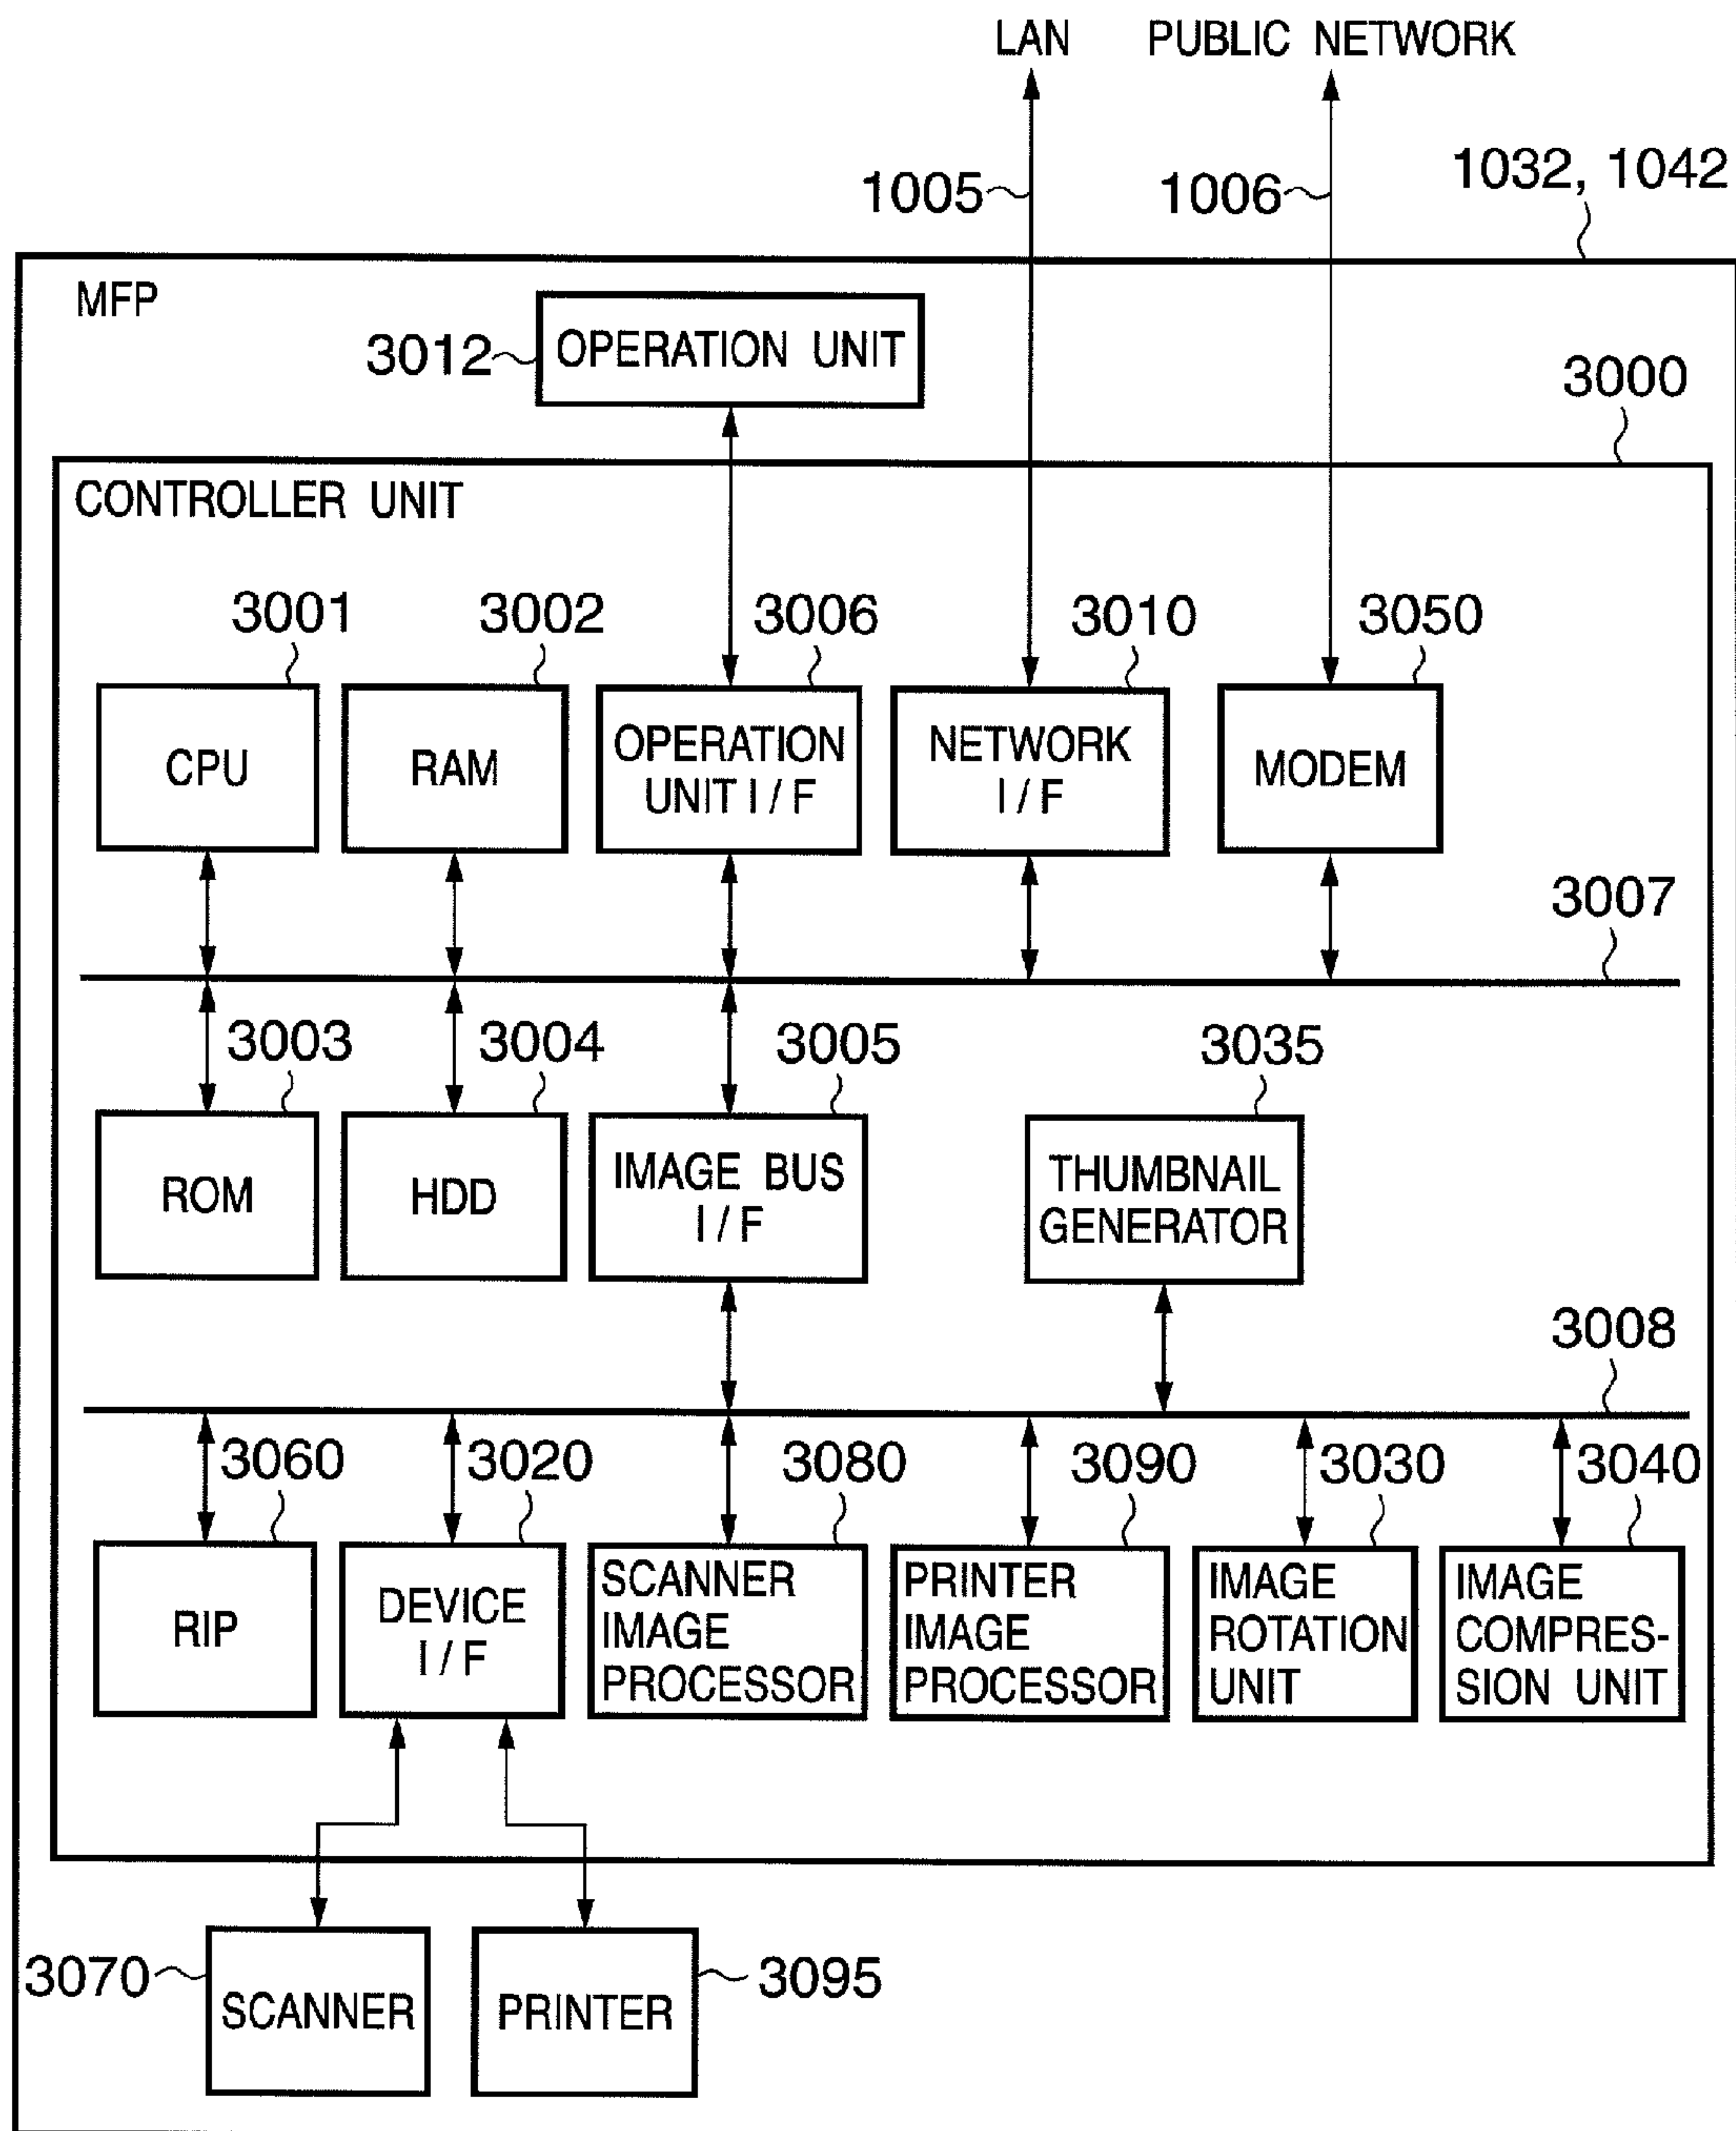 LAN PUBLIC NETWORK
1005 1006 1032, 1042
MFP
3012 OPERATION UNIT
3000
CONTROLLER UNIT
3001 3002 3006 3010 3050
CPU
RAM
OPERATION
UNIT I / F
NETWORK
I / F
MODEM
3007
3003 3004 3005 3035
ROM
HDD
IMAGE BUS
I / F
THUMBNAIL
GENERATOR
3008
3060 3020 3080 3090 3030 3040
RIP
DEVICE
I / F
SCANNER
IMAGE
PROCESSOR
PRINTER
IMAGE
PROCESSOR
IMAGE
ROTATION
UNIT
IMAGE
COMPRES-
SION UNIT
3070
SCANNER
PRINTER
3095